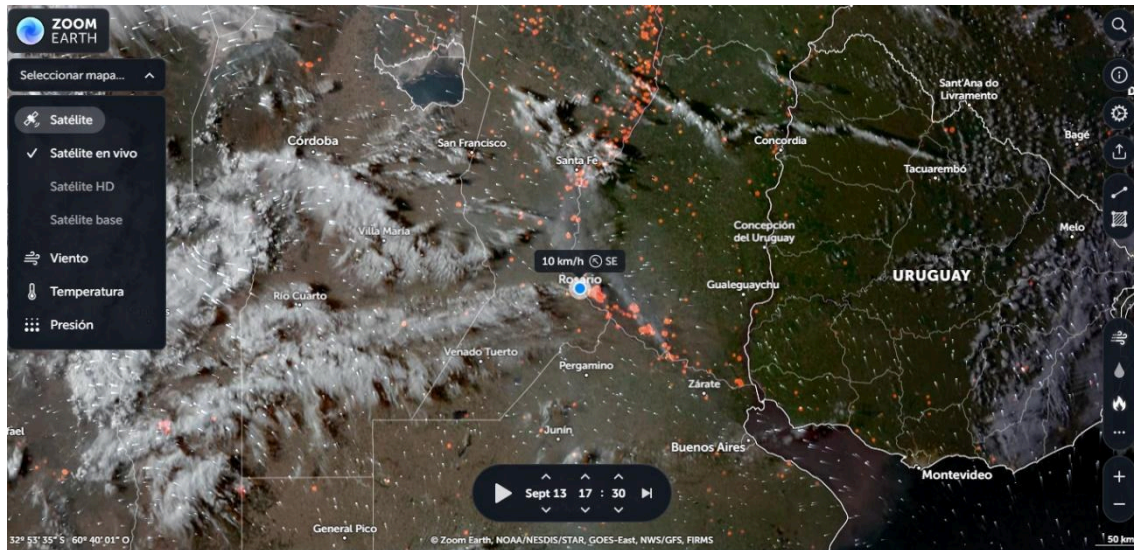 ZOOM
EARTH
Seleccionar mapa...
Satélite
Satélite en vivo
Satélite HD
Satélite base
Viento
Temperatura
Presión
Sant'Ana do
Livramento
Bagé
Córdoba
San Francisco
Santa Fe
Concordia
Tacuarembó
Villa María
Concepción
del Uruguay
Melo
10 km/h SE
Rosario
Gualeguaychu
URUGUAY
Río Cuarto
Venado Tuerto
Pergamino
Zárate
Junín
Buenos Aires
Montevideo
Sept 13 17 : 30
General Pico
32º 53' 35" S 60º 40' 01" O
© Zoom Earth, NOAA/NESDIS/STAR, GOES-East, NWS/GFS, FIRMS
50 km